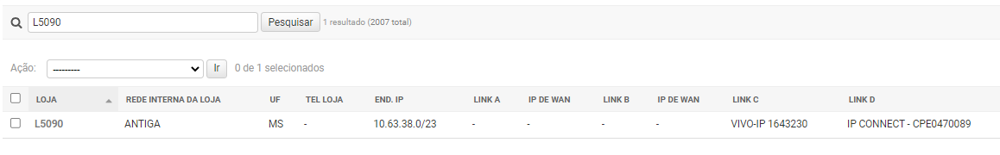 L5090 Pesquisar 1 resultado (2007 total)
Ação: --------- Ir 0 de 1 selecionados
LOJA REDE INTERNA DA LOJA UF TEL LOJA END. IP LINK A IP DE WAN LINK B IP DE WAN LINK C LINK D
L5090 ANTIGA MS - 10.63.38.0/23 - - - - VIVO-IP 1643230 IP CONNECT - CPE0470089